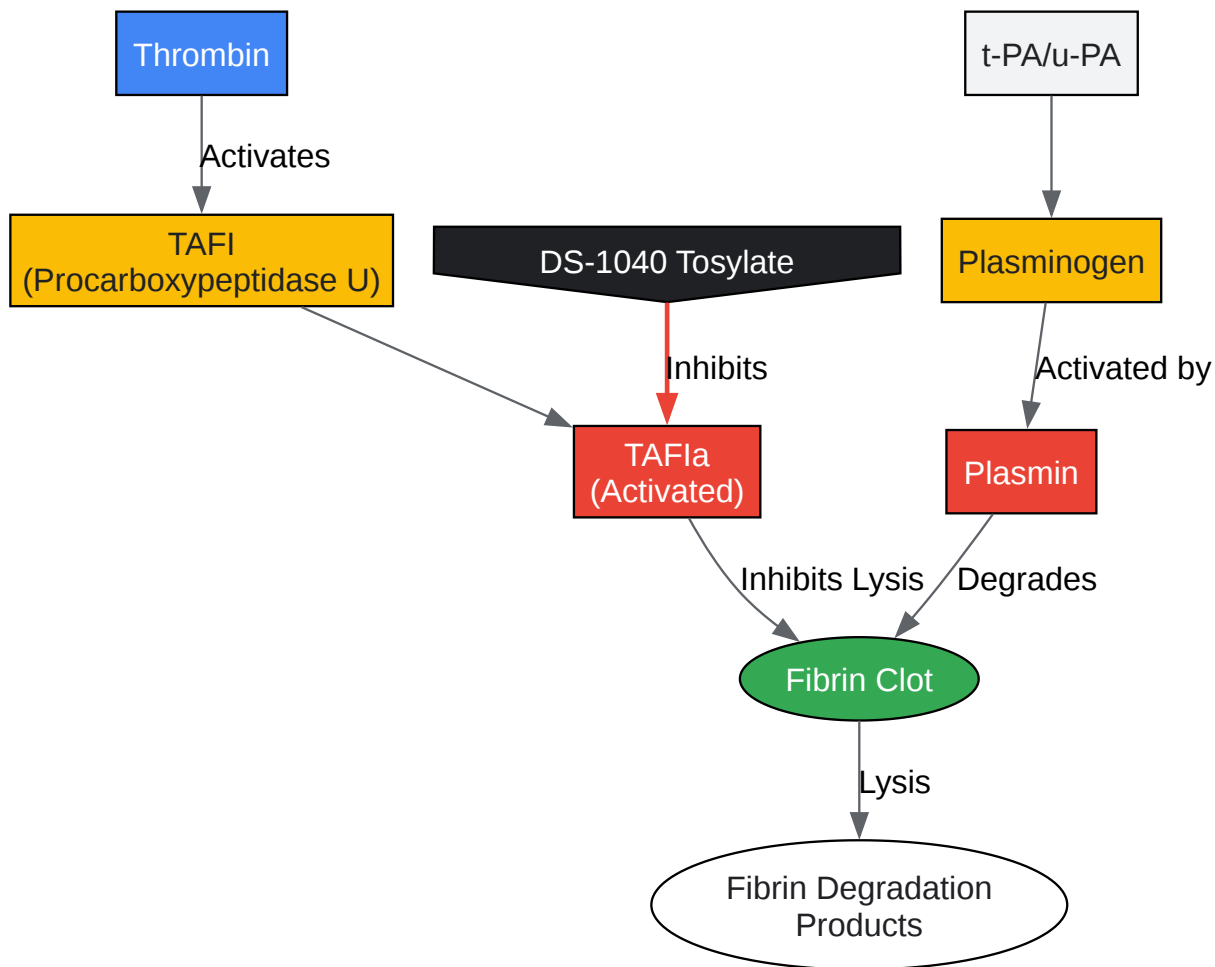 Thrombin
t-PA/u-PA
Activates
TAFI
(Procarboxypeptidase U)
DS-1040 Tosylate
Plasminogen
Inhibits
Activated by
TAFIa
(Activated)
Plasmin
Inhibits Lysis
Degrades
Fibrin Clot
Lysis
Fibrin Degradation
Products